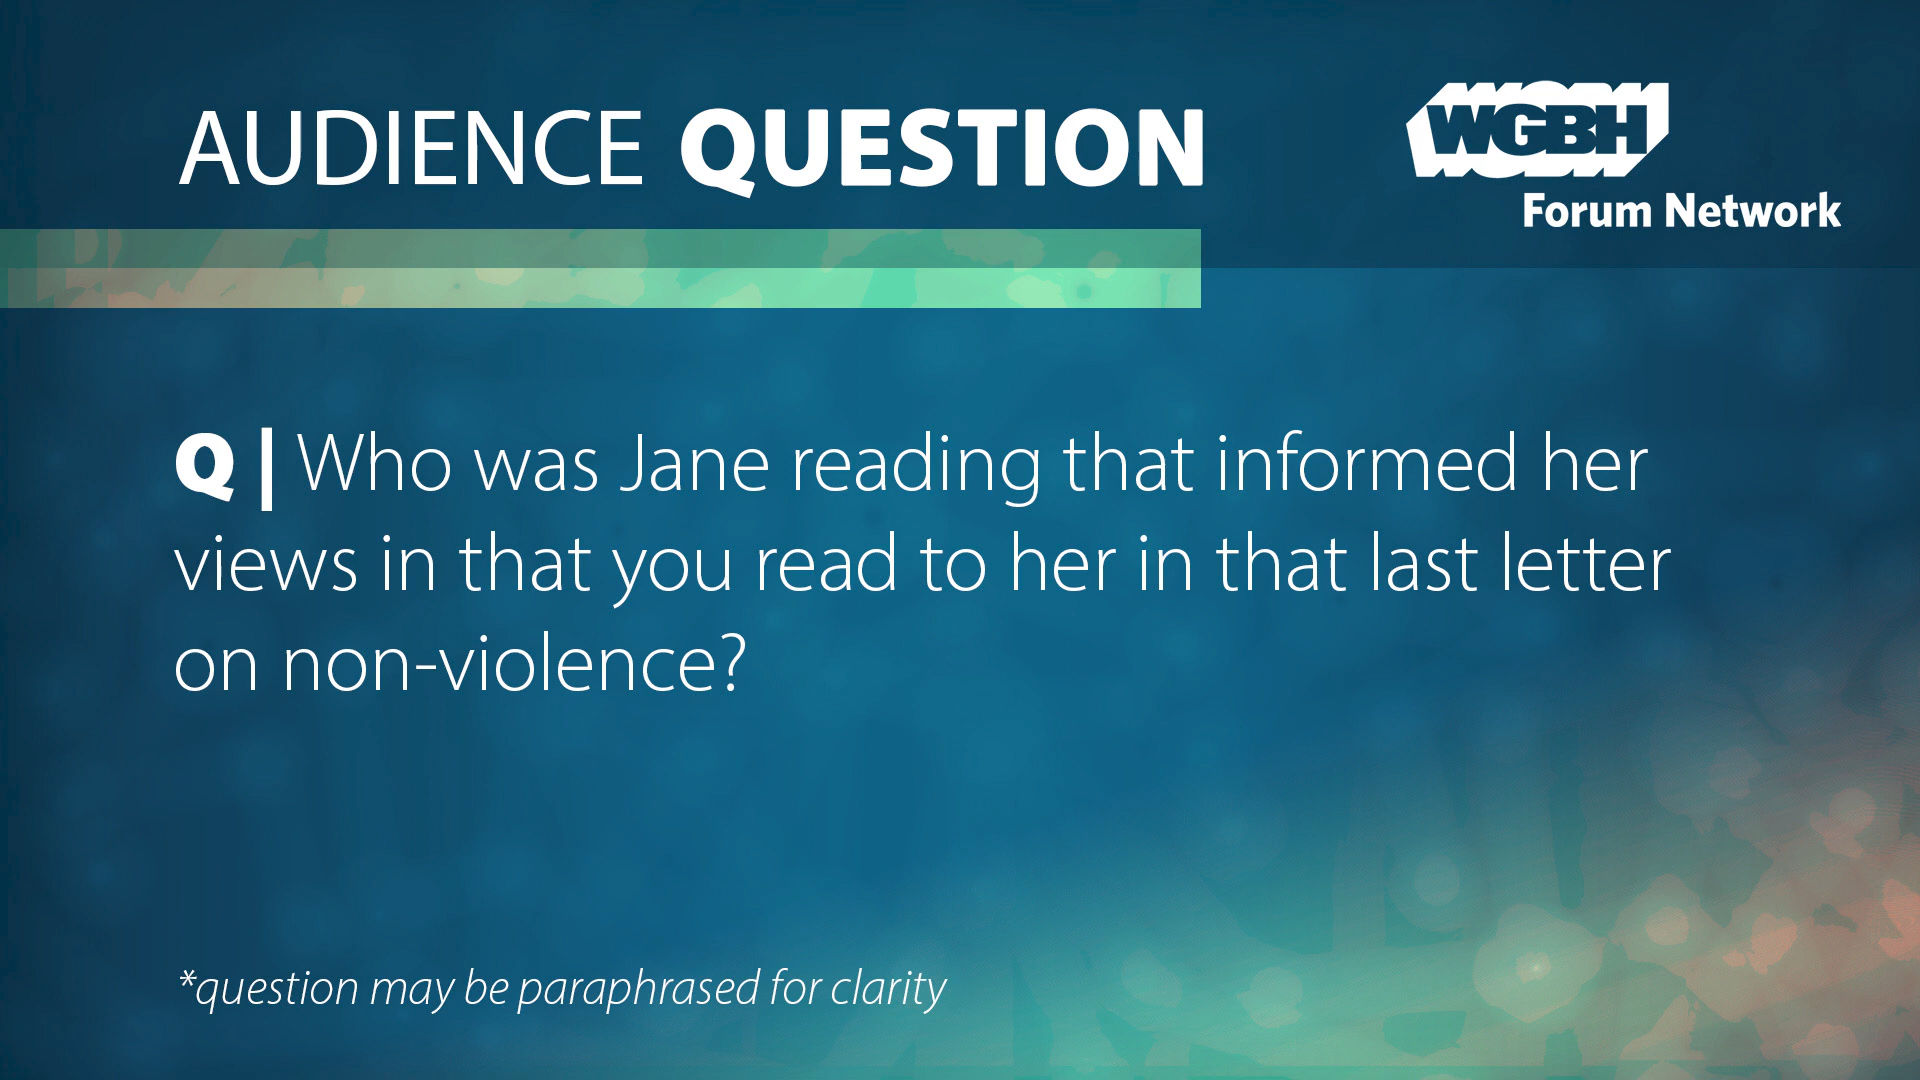 AUDIENCE QUESTION
WGBH
Forum Network
Q | Who was Jane reading that informed her
views in that you read to her in that last letter
on non-violence?
*question may be paraphrased for clarity